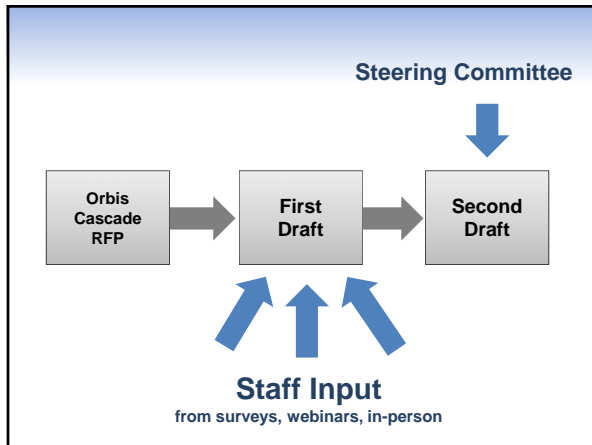 Steering Committee
Orbis
Cascade
RFP
First
Draft
Second
Draft
Staff Input
from surveys, webinars, in-person